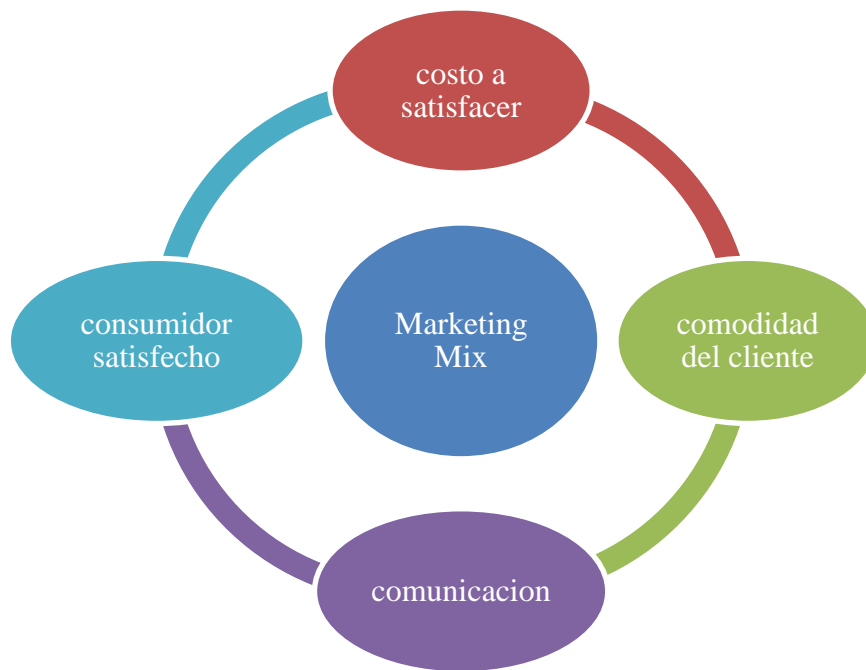 costo a
satisfacer
consumidor
satisfecho
Marketing
Mix
comodidad
del cliente
comunicacion